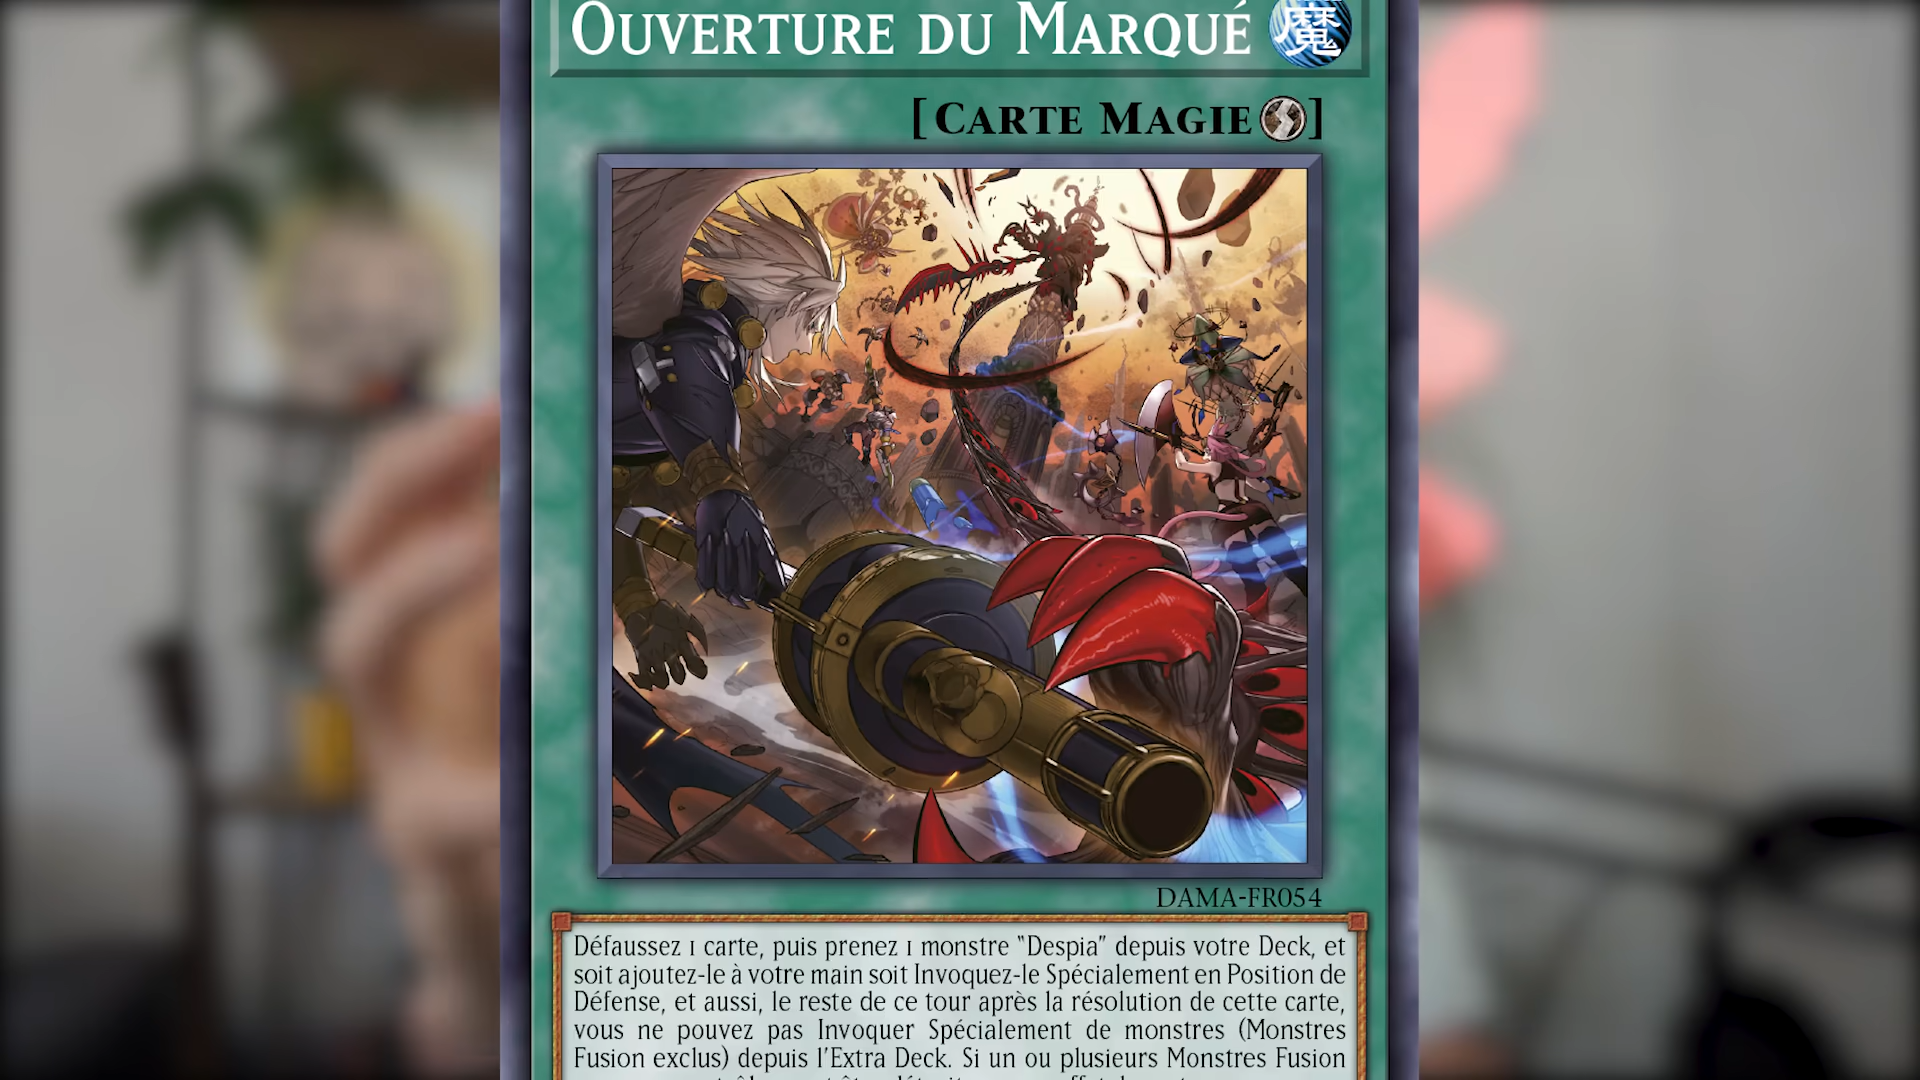 OUVERTURE DU MARQUÉ 魔
[CARTE MAGIE]
DAMA-FR054
Défaussez 1 carte, puis prenez 1 monstre "Despia" depuis votre Deck, et
soit ajoutez-le à votre main soit Invoquez-le Spécialement en Position de
Défense, et aussi, le reste de ce tour après la résolution de cette carte,
vous ne pouvez pas Invoquer Spécialement de monstres (Monstres
Fusion exclus) depuis l'Extra Deck. Si un ou plusieurs Monstres Fusion